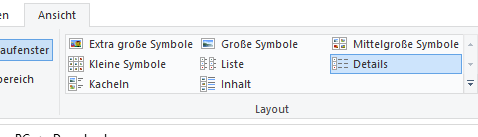 en Ansicht
Extra große Symbole Große Symbole Mittelgroße Symbole
aufenster Kleine Symbole Liste Details
bereich Kacheln Inhalt
Layout